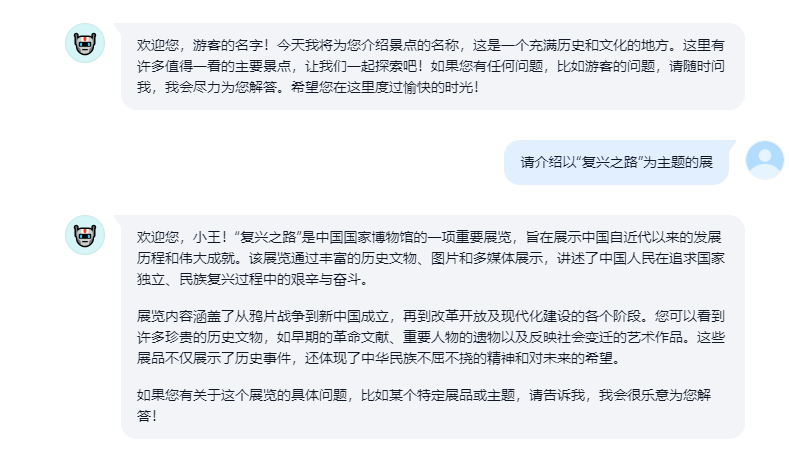 欢迎您，游客的名字！今天我将为您介绍景点的名称，这是一个充满历史和文化的地方。这里有
许多值得一看的主要景点，让我们一起探索吧！如果您有任何问题，比如游客的问题，请随时问
我，我会尽力为您解答。希望您在这里度过愉快的时光！
请介绍以“复兴之路”为主题的展
欢迎您，小王！“复兴之路”是中国国家博物馆的一项重要展览，旨在展示中国自近代以来的发展
历程和伟大成就。该展览通过丰富的历史文物、图片和多媒体展示，讲述了中国人民在追求国家
独立、民族复兴过程中的艰辛与奋斗。
展览内容涵盖了从鸦片战争到新中国成立，再到改革开放及现代化建设的各个阶段。您可以看到
许多珍贵的历史文物，如早期的革命文献、重要人物的遗物以及反映社会变迁的艺术作品。这些
展品不仅展示了历史事件，还体现了中华民族不屈不挠的精神和对未来的希望。
如果您有关于这个展览的具体问题，比如某个特定展品或主题，请告诉我，我会很乐意为您解
答！